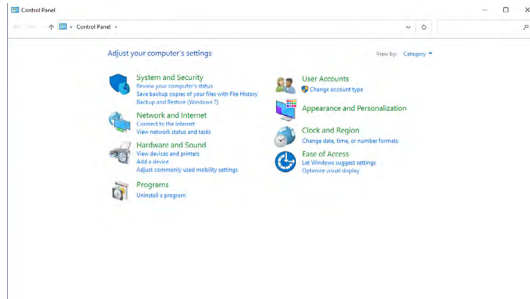 Control Panel
Control Panel
Adjust your computer's settings
View by: Category
System and Security
Review your computer's status
Save backup copies of your files with File History
Backup and Restore (Windows 7)
Network and Internet
Connect to the Internet
View network status and tasks
Hardware and Sound
View devices and printers
Add a device
Adjust commonly used mobility settings
Programs
Uninstall a program
User Accounts
Change account type
Appearance and Personalization
Clock and Region
Change date, time, or number formats
Ease of Access
Let Windows suggest settings
Optimize visual display